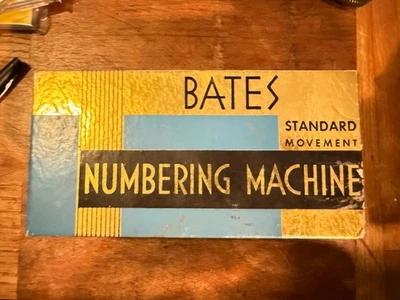 BATES
STANDARD
MOVEMENT
NUMBERING MACHINE